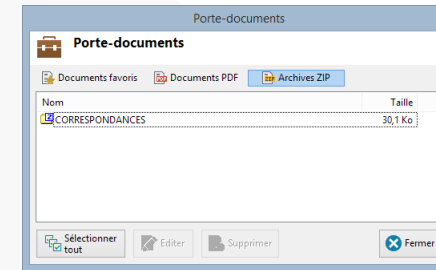 Porte-documents
Porte-documents
Documents favoris Documents PDF Archives ZIP
Nom Taille
CORRESPONDANCES 30,1 Ko
Sélectionner tout Editer Supprimer Fermer